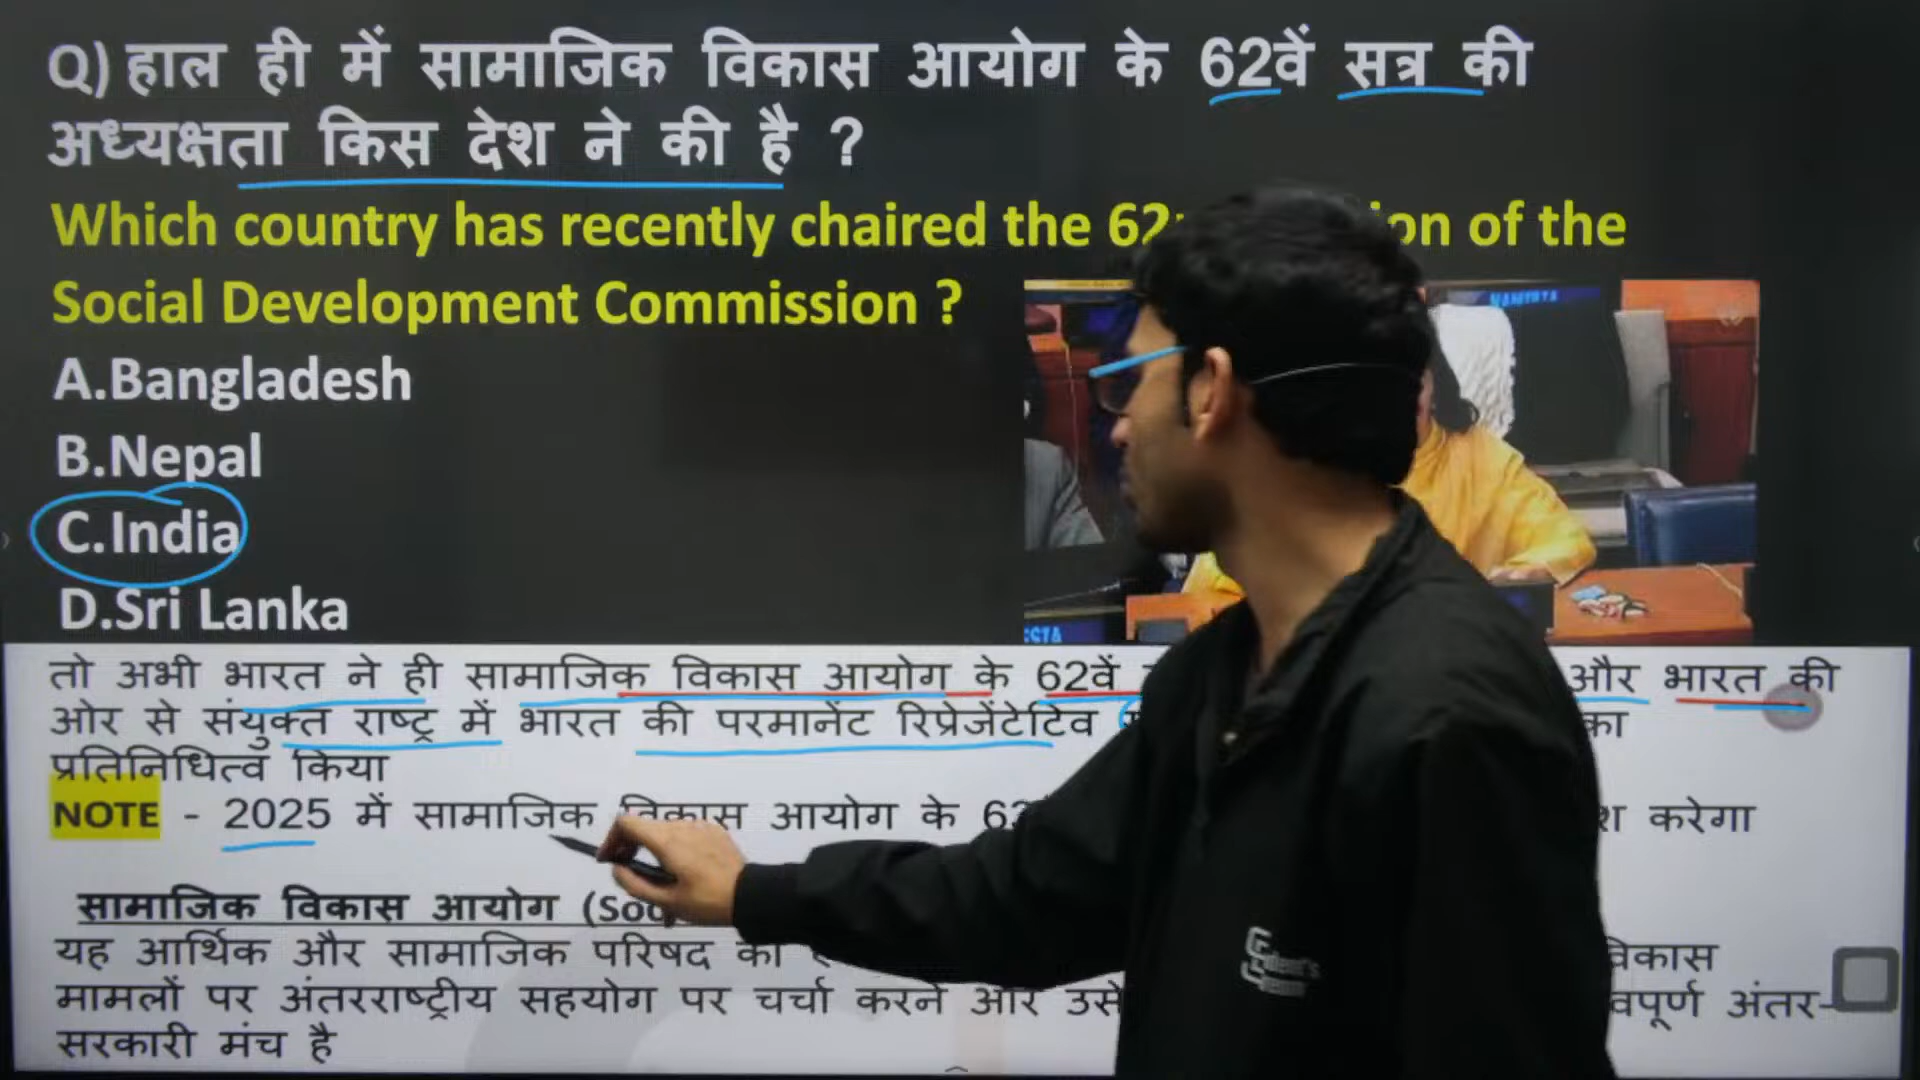 Q) हाल ही में सामाजिक विकास आयोग के 62वें सत्र की
अध्यक्षता किस देश ने की है ?
Which country has recently chaired the 62 of the
Social Development Commission ?
A.Bangladesh
B.Nepal
C.India
D.Sri Lanka
तो अभी भारत ने ही सामाजिक विकास आयोग के 62वें और भारत की
ओर से संयुक्त राष्ट्र में भारत की परमानेंट रिप्रेजेंटेटिव का
प्रतिनिधित्व किया
NOTE - 2025 में सामाजिक विकास आयोग के करेगा
सामाजिक विकास आयोग
यह आर्थिक और सामाजिक परिषद विकास
मामलों पर अंतरराष्ट्रीय सहयोग पर चर्चा करने और उसे अंतर-
सरकारी मंच है